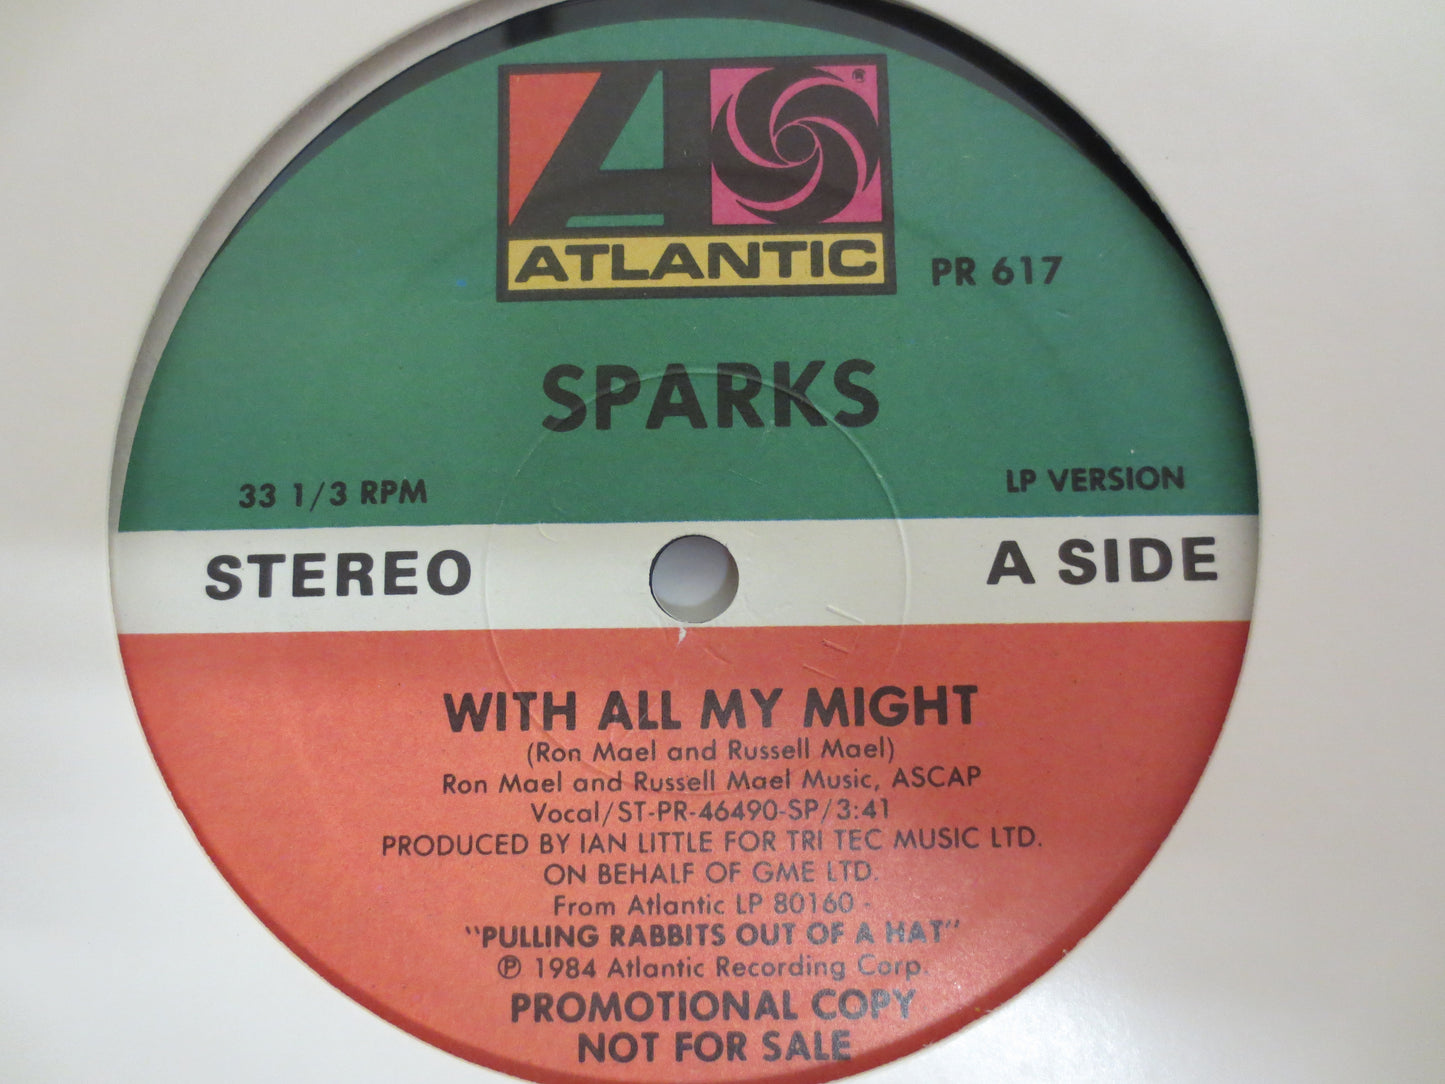 ATLANTIC
®
PR 617
SPARKS
33 1/3 RPM
LP VERSION
STEREO
A SIDE
WITH ALL MY MIGHT
(Ron Mael and Russell Mael)
Ron Mael and Russell Mael Music, ASCAP
Vocal/ST-PR-46490-SP/3:41
PRODUCED BY IAN LITTLE FOR TRI TEC MUSIC LTD.
ON BEHALF OF GME LTD.
From Atlantic LP 80160 -
"PULLING RABBITS OUT OF A HAT"
℗ 1984 Atlantic Recording Corp.
PROMOTIONAL COPY
NOT FOR SALE